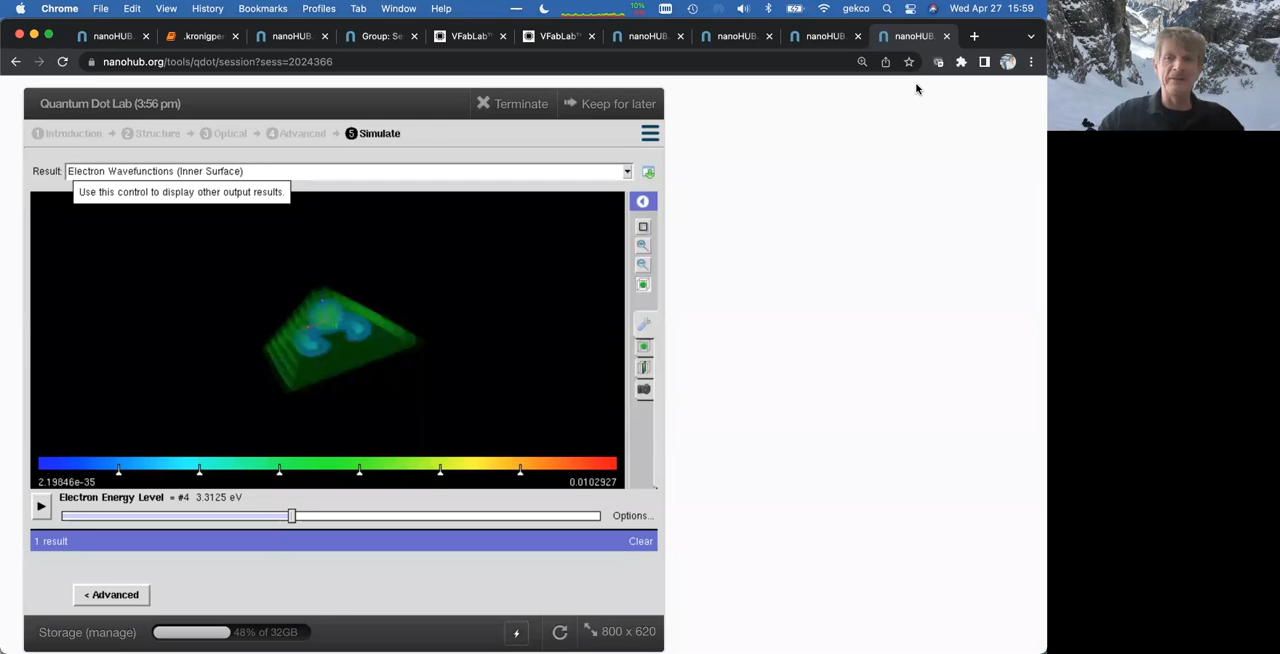 Chrome File Edit View History Bookmarks Profiles Tab Window Help 10% gekco Wed Apr 27 15:59
nanoHUB. .kronigpe nanoHUB. Group: Se VFabLab™ VFabLab™ nanoHUB. nanoHUB. nanoHUB nanoHUB.
nanohub.org/tools/qdot/session?sess=2024366
Quantum Dot Lab (3:56 pm) Terminate Keep for later
1 Introduction 2 Structure 3 Optical 4 Advanced 5 Simulate
Result: Electron Wavefunctions (Inner Surface)
Use this control to display other output results.
2.19846e-35 0.0102927
Electron Energy Level = #4 3.3125 eV
Options...
1 result Clear
< Advanced
Storage (manage) 48% of 32GB 800 x 620